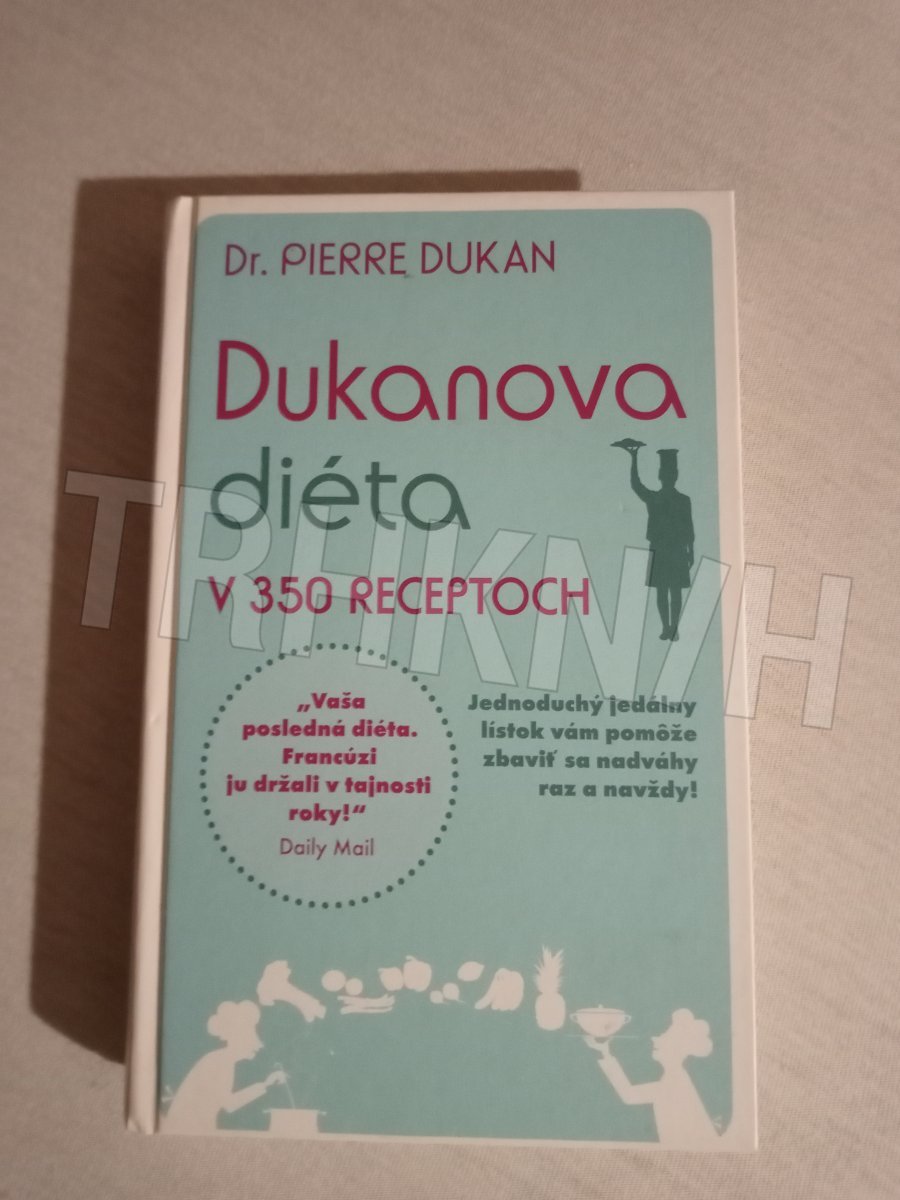 Dr. PIERRE DUKAN
Dukanova
diéta
V 350 RECEPTOCH
„Vaša
posledná diéta.
Francúzi
ju držali v tajnosti
roky!“
Daily Mail
Jednoduchý jedálny
lístok vám pomôže
zbaviť sa nadváhy
raz a navždy!
TRHKNIH